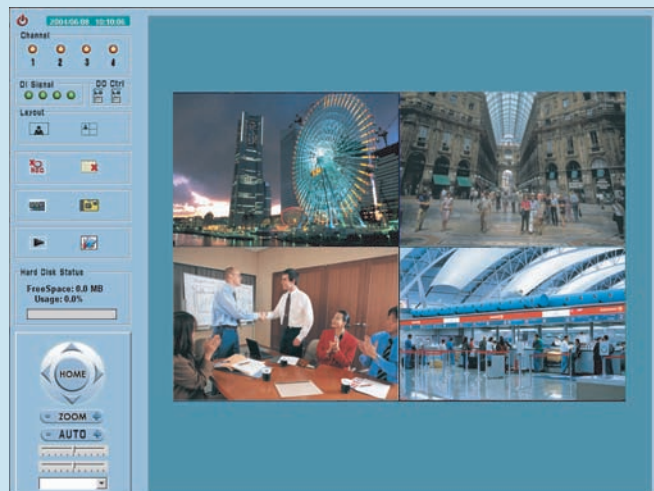 2004/06/08 10:10:06
Channel
1 2 3 4
DI Signal DO Ctrl
Layout
REC
Hard Disk Status
FreeSpace: 0.0 MB
Usage: 0.0%
HOME
- ZOOM +
- AUTO +